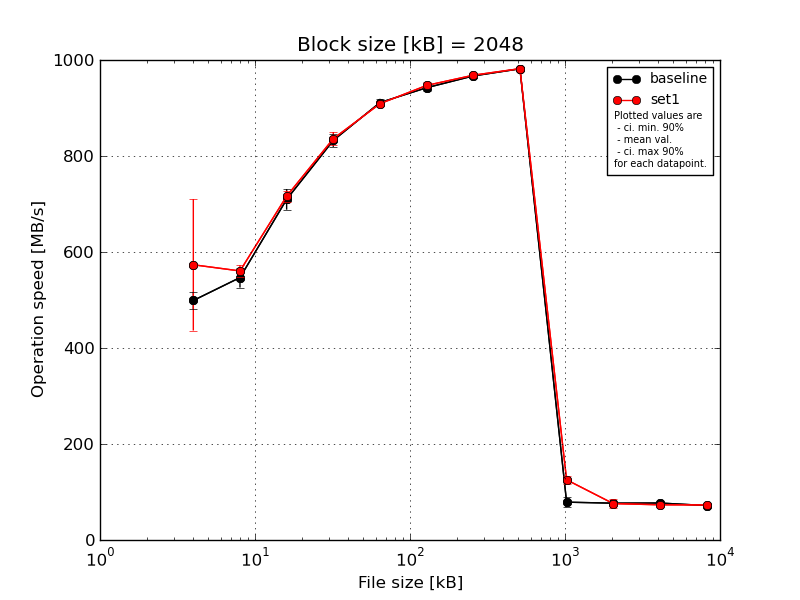 Block size [kB] = 2048
baseline
set1
Plotted values are
- ci. min. 90%
- mean val.
- ci. max 90%
for each datapoint.
Operation speed [MB/s]
1000
800
600
400
200
0
10^0 10^1 10^2 10^3 10^4
File size [kB]